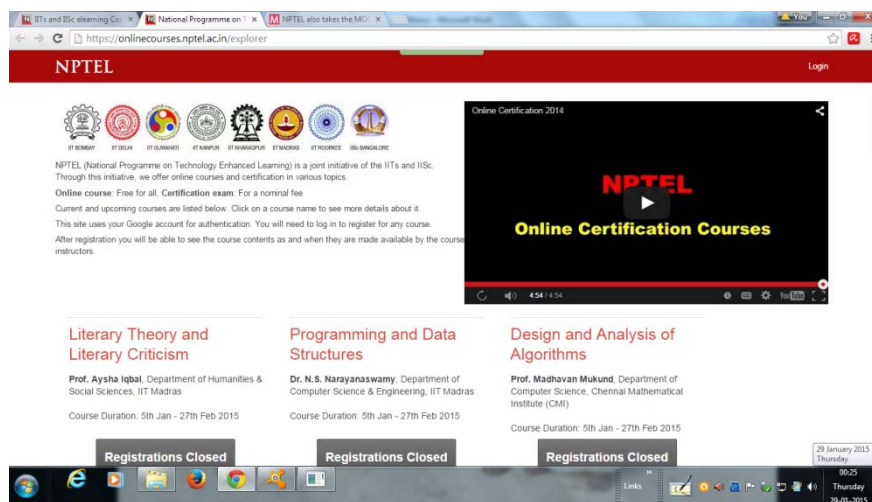 IITs and IISc elearning Cou
National Programme on T
NPTEL also takes the MOO
You
https://onlinecourses.nptel.ac.in/explorer
NPTEL
Login
IIT BOMBAY IIT DELHI IIT GUWAHATI IIT KANPUR IIT KHARAGPUR IIT MADRAS IIT ROORKEE IISc BANGALORE
NPTEL (National Programme on Technology Enhanced Learning) is a joint initiative of the IITs and IISc.
Through this initiative, we offer online courses and certification in various topics.
Online course: Free for all, Certification exam: For a nominal fee
Current and upcoming courses are listed below. Click on a course name to see more details about it.
This site uses your Google account for authentication. You will need to log in to register for any course.
After registration you will be able to see the course contents as and when they are made available by the course
instructors.
Online Certification 2014
NPTEL
Online Certification Courses
4:54 / 4:54
YouTube
Literary Theory and
Literary Criticism
Prof. Aysha Iqbal, Department of Humanities &
Social Sciences, IIT Madras
Course Duration: 5th Jan - 27th Feb 2015
Registrations Closed
Programming and Data
Structures
Dr. N.S. Narayanaswamy, Department of
Computer Science & Engineering, IIT Madras
Course Duration: 5th Jan - 27th Feb 2015
Registrations Closed
Design and Analysis of
Algorithms
Prof. Madhavan Mukund, Department of
Computer Science, Chennai Mathematical
Institute (CMI)
Course Duration: 5th Jan - 27th Feb 2015
Registrations Closed
29 January 2015
Thursday
Links
00:25
Thursday
29-01-2015